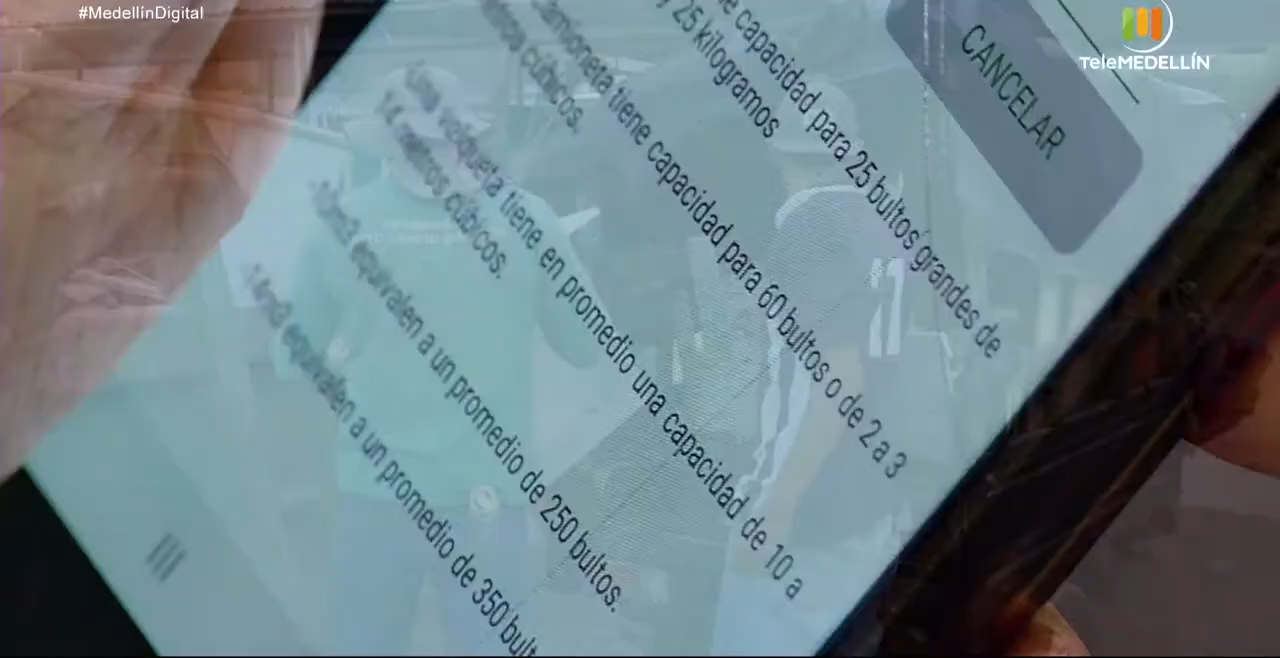 #MedellínDigital
TeleMEDELLÍN
CANCELAR
capacidad para 25 bultos grandes de
y 25 kilogramos
tiene capacidad para 60 bultos o de 2 a 3
cúbicos.
Una volqueta tiene en promedio una capacidad de 10 a
14 metros cúbicos.
equivalen a un promedio de 250 bultos.
equivalen a un promedio de 350